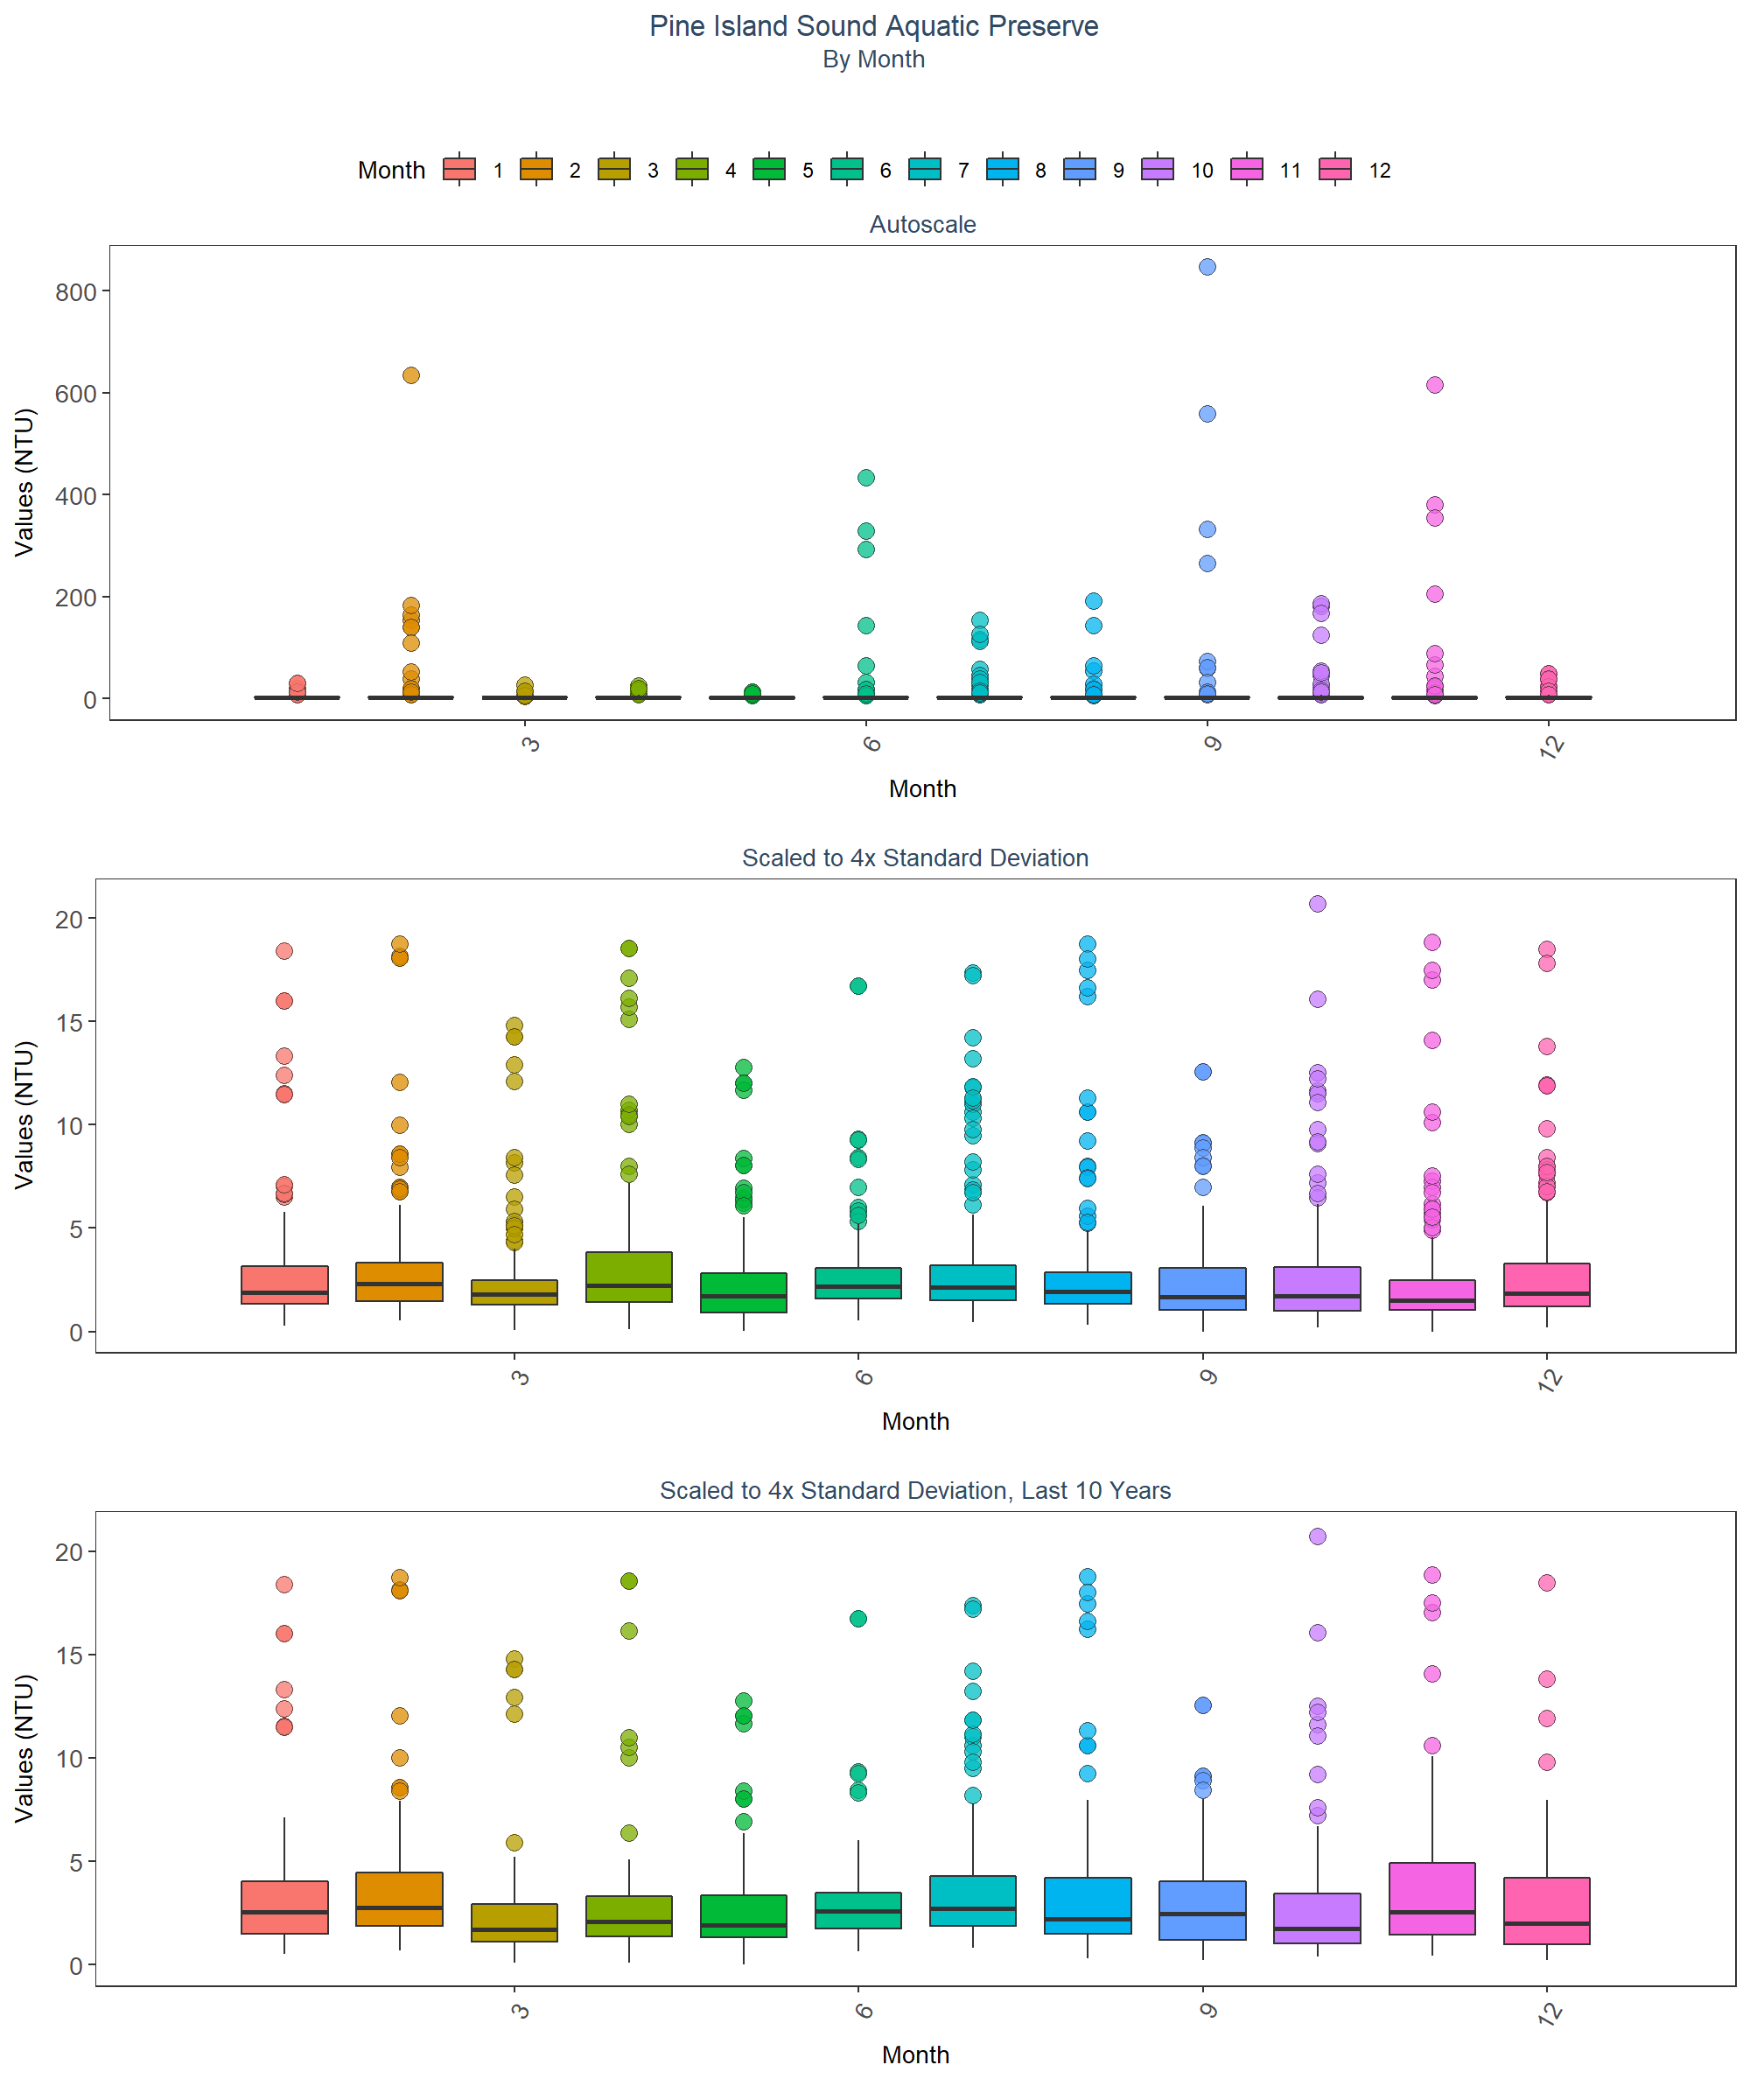 Pine Island Sound Aquatic Preserve
By Month
Month 1 2 3 4 5 6 7 8 9 10 11 12
Autoscale
Values (NTU)
800
600
400
200
0
3 6 9 12
Month
Scaled to 4x Standard Deviation
Values (NTU)
20
15
10
5
0
3 6 9 12
Month
Scaled to 4x Standard Deviation, Last 10 Years
Values (NTU)
20
15
10
5
0
3 6 9 12
Month